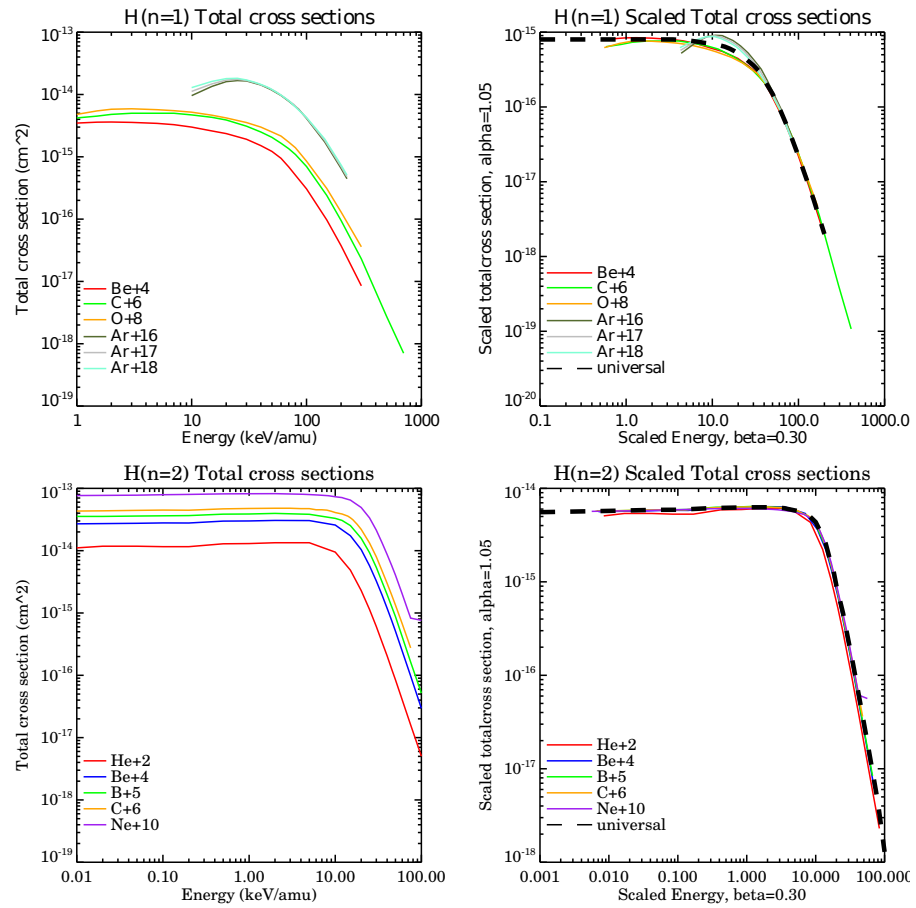 H(n=1) Total cross sections
Total cross section (cm^2)
10^-13
10^-14
10^-15
10^-16
10^-17
10^-18
10^-19
Be+4
C+6
O+8
Ar+16
Ar+17
Ar+18
1 10 100 1000
Energy (keV/amu)
H(n=1) Scaled Total cross sections
Scaled totalcross section, alpha=1.05
10^-15
10^-16
10^-17
10^-18
10^-19
10^-20
Be+4
C+6
O+8
Ar+16
Ar+17
Ar+18
universal
0.1 1.0 10.0 100.0 1000.0
Scaled Energy, beta=0.30
H(n=2) Total cross sections
Total cross section (cm^2)
10^-13
10^-14
10^-15
10^-16
10^-17
10^-18
10^-19
He+2
Be+4
B+5
C+6
Ne+10
0.01 0.10 1.00 10.00 100.00
Energy (keV/amu)
H(n=2) Scaled Total cross sections
Scaled totalcross section, alpha=1.05
10^-14
10^-15
10^-16
10^-17
10^-18
He+2
Be+4
B+5
C+6
Ne+10
universal
0.001 0.010 0.100 1.000 10.000 100.000
Scaled Energy, beta=0.30